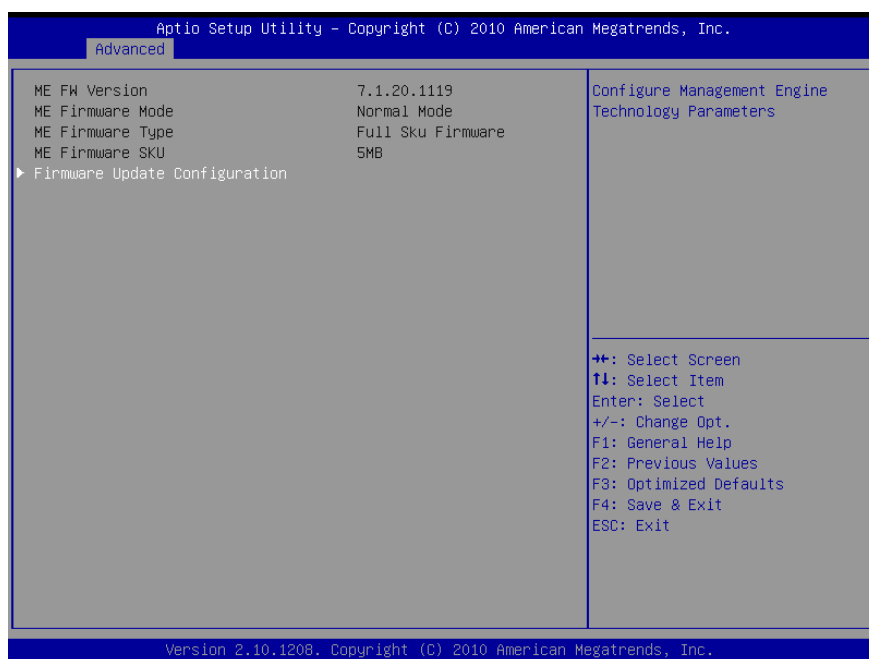 Aptio Setup Utility – Copyright (C) 2010 American Megatrends, Inc.
Advanced
ME FW Version 7.1.20.1119
ME Firmware Mode Normal Mode
ME Firmware Type Full Sku Firmware
ME Firmware SKU 5MB
Firmware Update Configuration
Configure Management Engine
Technology Parameters
→←: Select Screen
↑↓: Select Item
Enter: Select
+/-: Change Opt.
F1: General Help
F2: Previous Values
F3: Optimized Defaults
F4: Save & Exit
ESC: Exit
Version 2.10.1208. Copyright (C) 2010 American Megatrends, Inc.